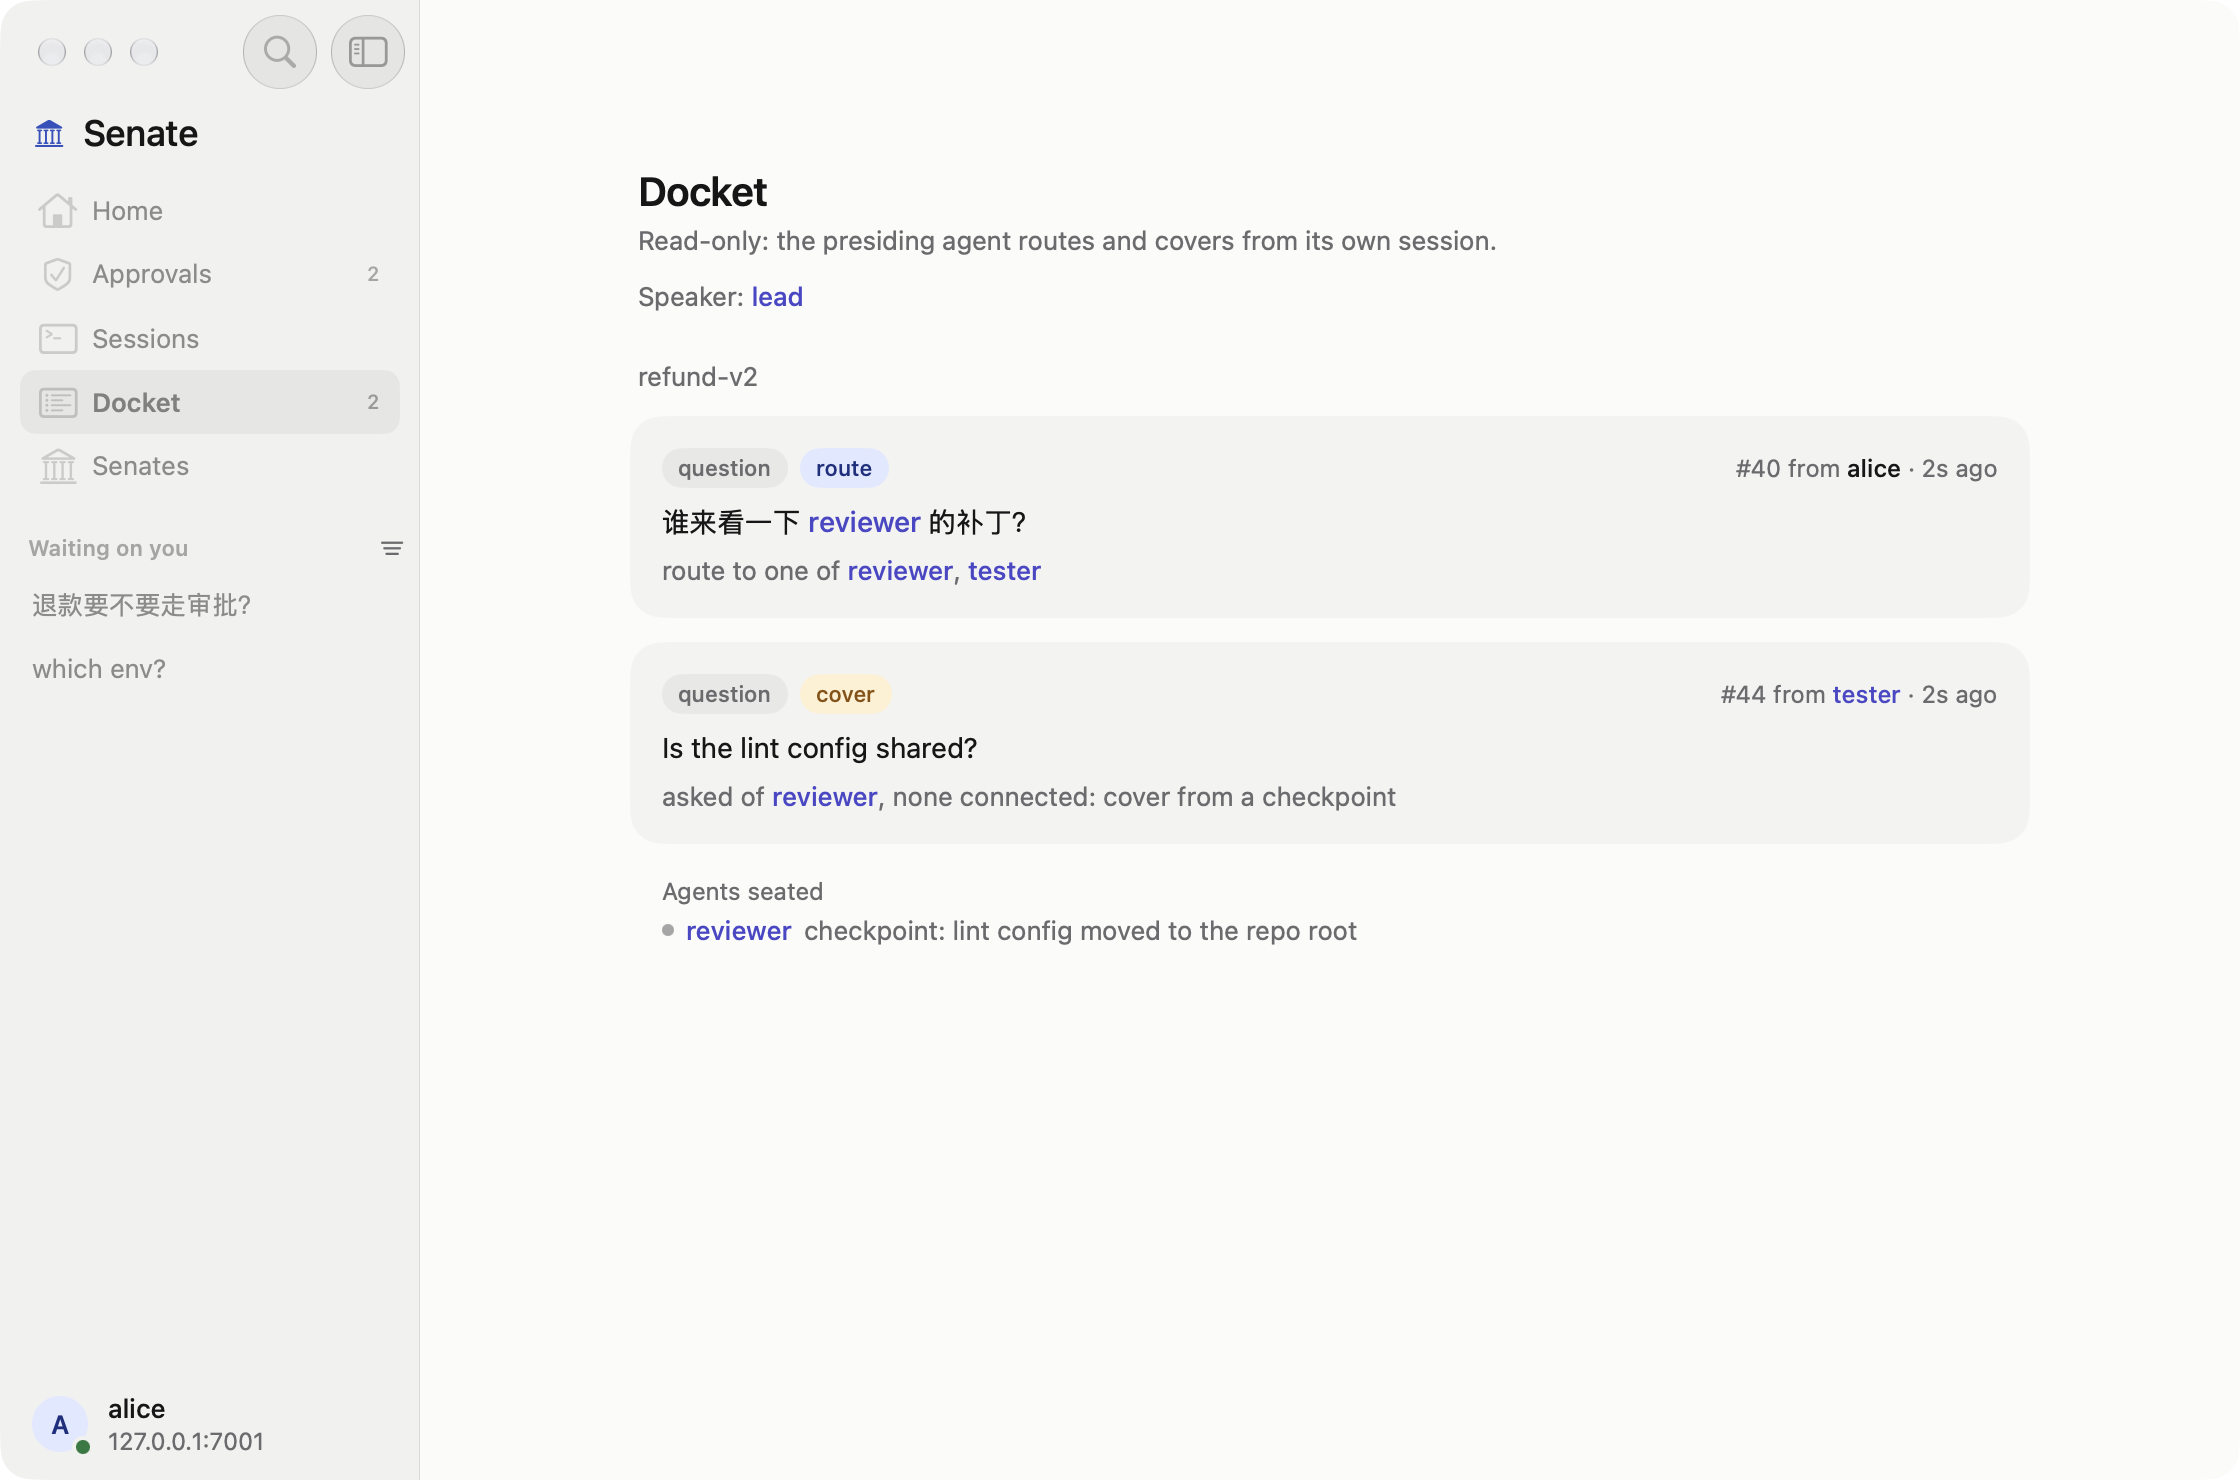 Senate
Home
Approvals 2
Sessions
Docket 2
Senates
Waiting on you
退款要不要走审批?
which env?
A
alice
127.0.0.1:7001
Docket
Read-only: the presiding agent routes and covers from its own session.
Speaker: lead
refund-v2
question route #40 from alice · 2s ago
谁来看一下 reviewer 的补丁?
route to one of reviewer, tester
question cover #44 from tester · 2s ago
Is the lint config shared?
asked of reviewer, none connected: cover from a checkpoint
Agents seated
reviewer checkpoint: lint config moved to the repo root